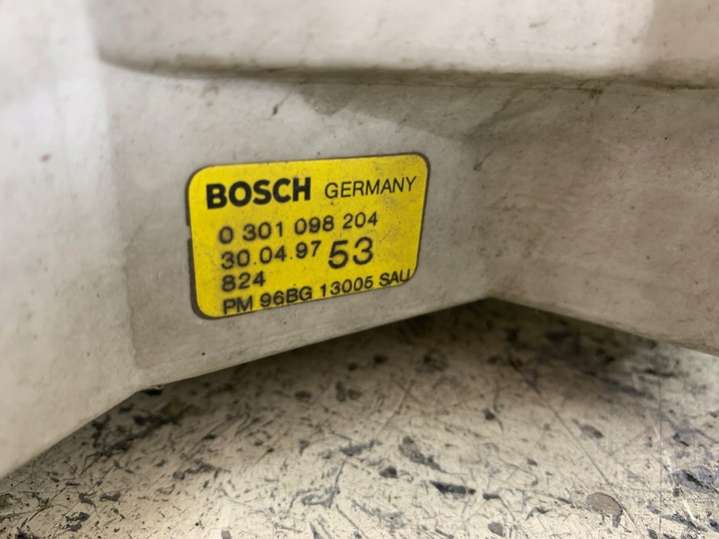 BOSCH GERMANY
0 301 098 204
30.04.97 53
824
PM 96BG 13005 SAU